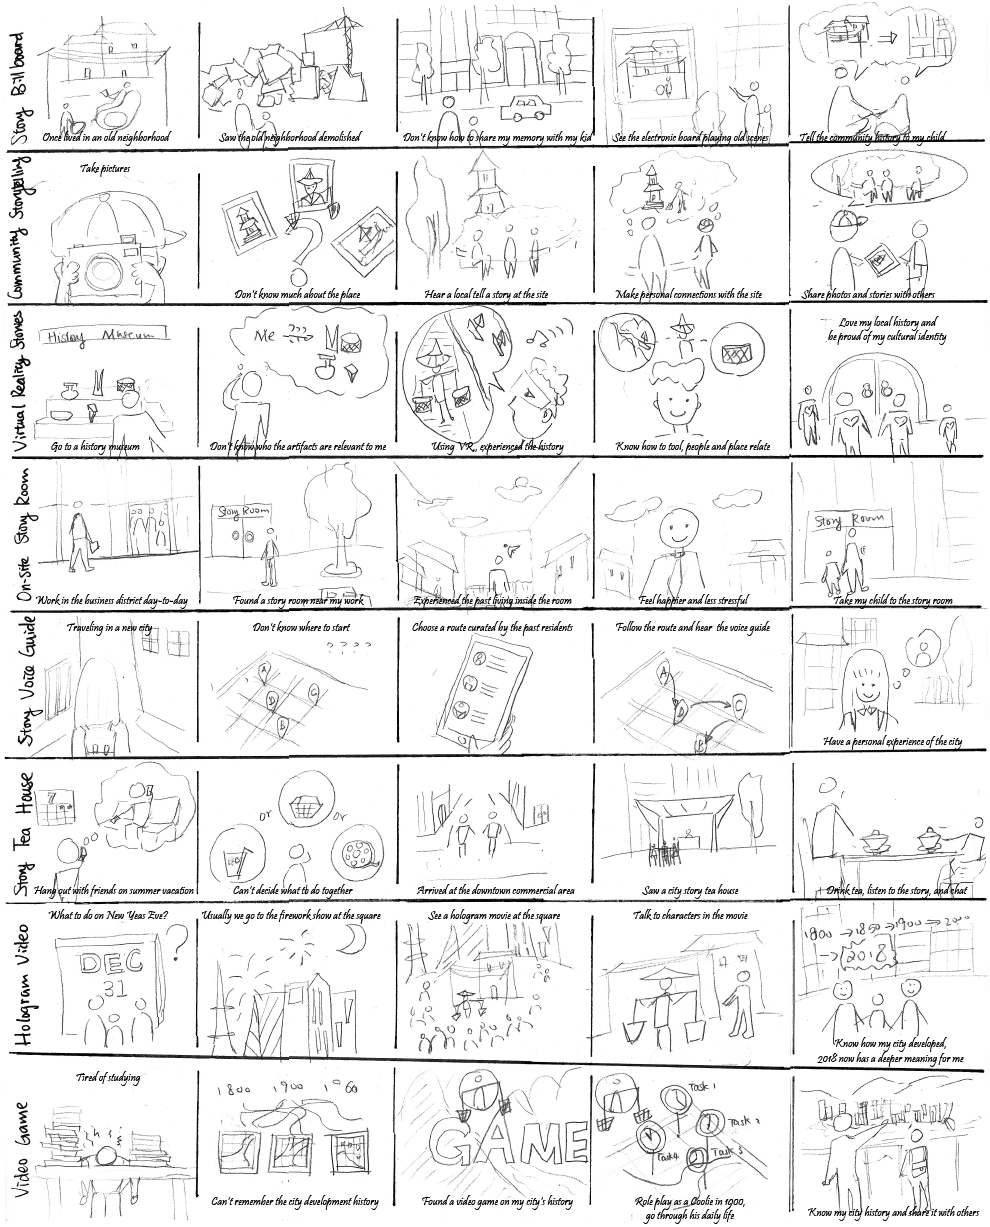 Story Billboard
Once lived in an old neighborhood
Saw the old neighborhood demolished
Don't know how to share my memory with my kid
See the electronic board playing old scenes
Tell the community history to my child
Community Storytelling
Take pictures
?
Don't know much about the place
Hear a local tell a story at the site
Make personal connections with the site
Share photos and stories with others
Virtual Reality Stories
History Museum
Go to a history museum
Me ???
Don't know who the artifacts are relevant to me
Using VR, experienced the history
Know how to tool, people and place relate
Love my local history and
be proud of my cultural identity
On-Site Story Room
Work in the business district day-to-day
Story Room
Found a story room near my work
Experienced the past living inside the room
Feel happier and less stressful
Story Room
Take my child to the story room
Story Voice Guide
Traveling in a new city
Don't know where to start
? ? ? ?
A
C
D
B
Choose a route curated by the past residents
Follow the route and hear the voice guide
A
C
D
B
Have a personal experience of the city
Story Tea House
Hang out with friends on summer vacation
or
or
Can't decide what to do together
Arrived at the downtown commercial area
Saw a city story tea house
Drink tea, listen to the story, and chat
Hologram Video
What to do on New Yeas Eve?
?
DEC
31
Usually we go to the firework show at the square
See a hologram movie at the square
Talk to characters in the movie
1800 → 1850 → 1900 → 2000
→ 2018
Know how my city developed,
2018 now has a deeper meaning for me
Video Game
Tired of studying
1800 1900 1960
Can't remember the city development history
GAME
Found a video game on my city's history
Task 1
Task 2
Task 3
Task 4
Role play as a Coolie in 1900,
go through his daily life
Know my city history and share it with others